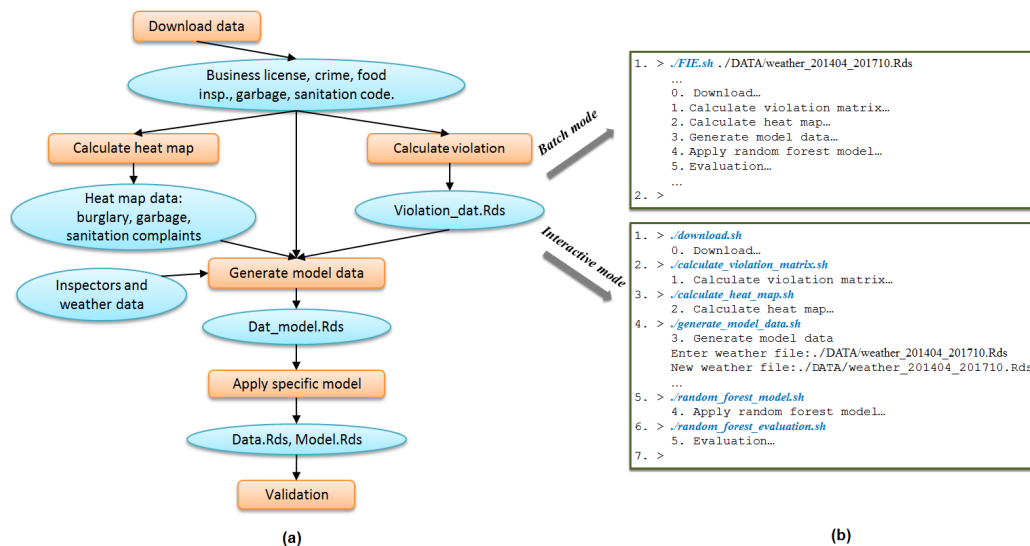 Download data
Business license, crime, food
insp., garbage, sanitation code.
Calculate heat map
Calculate violation
Heat map data:
burglary, garbage,
sanitation complaints
Violation_dat.Rds
Inspectors and
weather data
Generate model data
Dat_model.Rds
Apply specific model
Data.Rds, Model.Rds
Validation
(a)
Batch mode
Interactive mode
1. > ./FIE.sh ./DATA/weather_201404_201710.Rds
…
0. Download…
1. Calculate violation matrix…
2. Calculate heat map…
3. Generate model data…
4. Apply random forest model…
5. Evaluation…
…
2. >
1. > ./download.sh
0. Download…
2. > ./calculate_violation_matrix.sh
1. Calculate violation matrix…
3. > ./calculate_heat_map.sh
2. Calculate heat map…
4. > ./generate_model_data.sh
3. Generate model data
Enter weather file:./DATA/weather_201404_201710.Rds
New weather file:./DATA/weather_201404_201710.Rds
…
5. > ./random_forest_model.sh
4. Apply random forest model…
6. > ./random_forest_evaluation.sh
5. Evaluation…
7. >
(b)